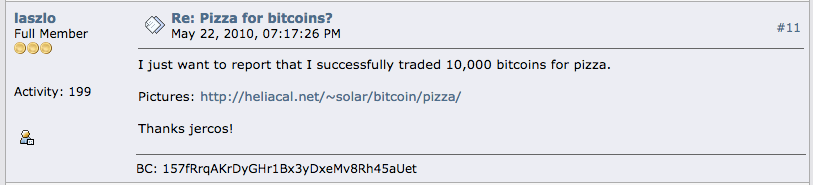 laszlo
Full Member
Activity: 199
Re: Pizza for bitcoins?
May 22, 2010, 07:17:26 PM
#11
I just want to report that I successfully traded 10,000 bitcoins for pizza.
Pictures: http://heliacal.net/~solar/bitcoin/pizza/
Thanks jercos!
BC: 157fRrqAKrDyGHr1Bx3yDxeMv8Rh45aUet